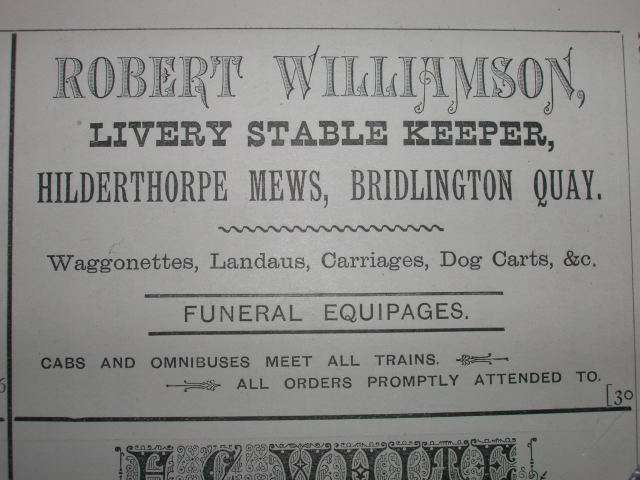 ROBERT WILLIAMSON,
LIVERY STABLE KEEPER,
HILDERTHORPE MEWS, BRIDLINGTON QUAY.
Waggonettes, Landaus, Carriages, Dog Carts, &c.
FUNERAL EQUIPAGES.
CABS AND OMNIBUSES MEET ALL TRAINS.
ALL ORDERS PROMPTLY ATTENDED TO.
[30
H. C. WHITE